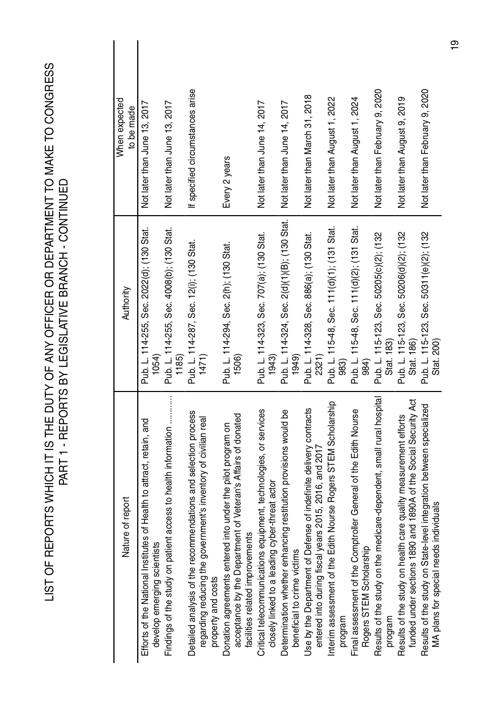 LIST OF REPORTS WHICH IT IS THE DUTY OF ANY OFFICER OR DEPARTMENT TO MAKE TO CONGRESS
PART 1 - REPORTS BY LEGISLATIVE BRANCH - CONTINUED
Nature of report
Authority
When expected
to be made
Efforts of the National Institutes of Health to attract, retain, and
develop emerging scientists
Pub. L. 114-255, Sec. 2022(d); (130 Stat.
1054)
Not later than June 13, 2017
Findings of the study on patient access to health information ............
Pub. L. 114-255, Sec. 4008(b); (130 Stat.
1185)
Not later than June 13, 2017
Detailed analysis of the recommendations and selection process
regarding reducing the government's inventory of civilian real
property and costs
Pub. L. 114-287, Sec. 12(i); (130 Stat.
1471)
If specified circumstances arise
Donation agreements entered into under the pilot program on
acceptance by the Department of Veteran's Affairs of donated
facilities related improvements
Pub. L. 114-294, Sec. 2(h); (130 Stat.
1506)
Every 2 years
Critical telecommunications equipment, technologies, or services
closely linked to a leading cyber-threat actor
Pub. L. 114-323, Sec. 707(a); (130 Stat.
1943)
Not later than June 14, 2017
Determination whether enhancing restitution provisions would be
beneficial to crime victims
Pub. L. 114-324, Sec. 2(d)(1)(B); (130 Stat.
1949)
Not later than June 14, 2017
Use by the Department of Defense of indefinite delivery contracts
entered into during fiscal years 2015, 2016, and 2017
Pub. L. 114-328, Sec. 886(a); (130 Stat.
2321)
Not later than March 31, 2018
Interim assessment of the Edith Nourse Rogers STEM Scholarship
program
Pub. L. 115-48, Sec. 111(d)(1); (131 Stat.
983)
Not later than August 1, 2022
Final assessment of the Comptroller General of the Edith Nourse
Rogers STEM Scholarship
Pub. L. 115-48, Sec. 111(d)(2); (131 Stat.
984)
Not later than August 1, 2024
Results of the study on the medicare-dependent, small rural hospital
program
Pub. L. 115-123, Sec. 50205(c)(2); (132
Stat. 183)
Not later than February 9, 2020
Results of the study on health care quality measurement efforts
funded under sections 1890 and 1890A of the Social Security Act
Pub. L. 115-123, Sec. 50206(d)(2); (132
Stat. 186)
Not later than August 9, 2019
Results of the study on State-level integration between specialized
MA plans for special needs individuals
Pub. L. 115-123, Sec. 50311(e)(2); (132
Stat. 200)
Not later than February 9, 2020
19